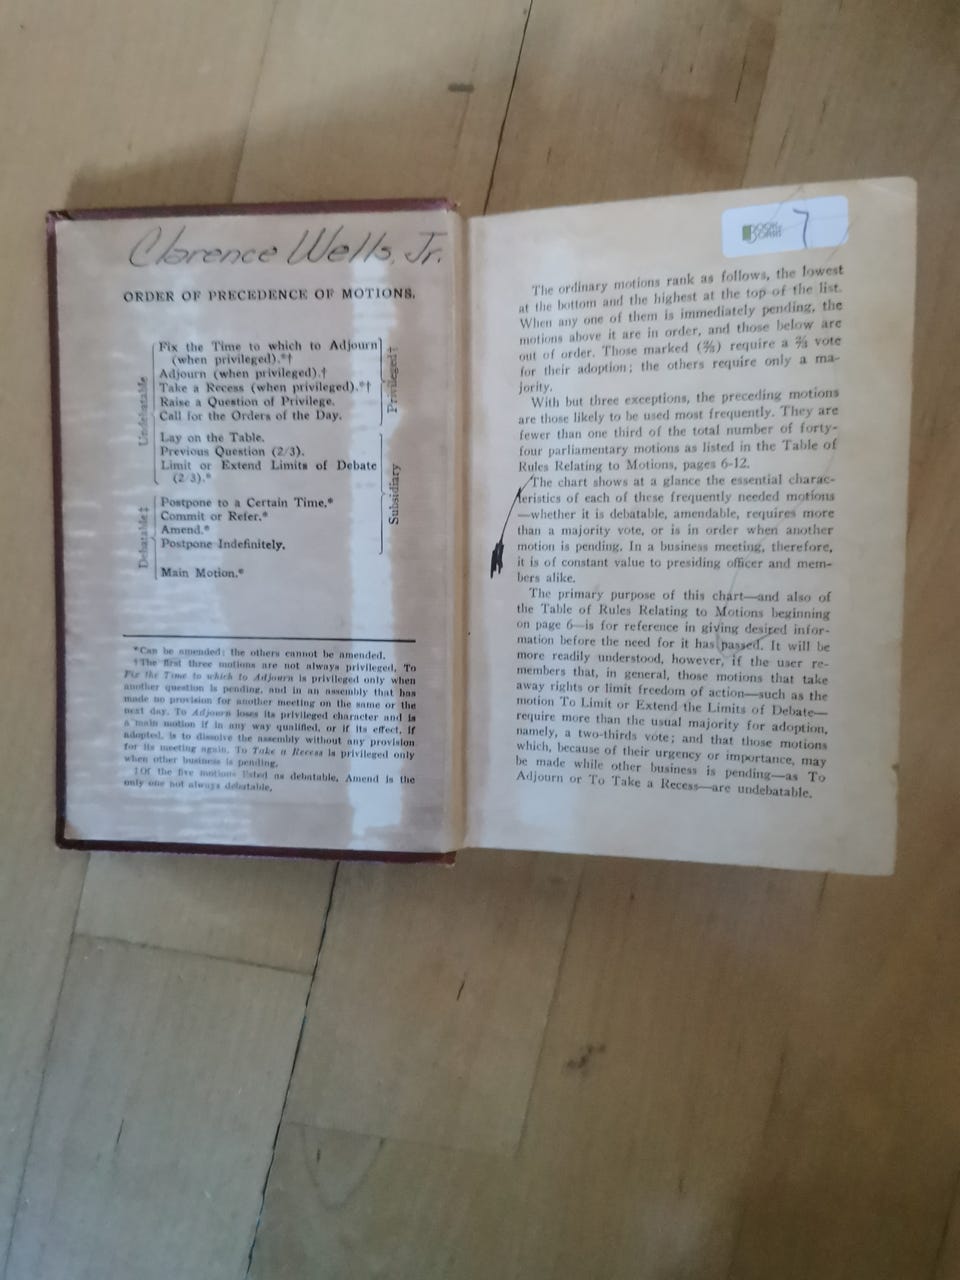 Clarence Wells, Jr.
ORDER OF PRECEDENCE OF MOTIONS.
Undebatable
Fix the Time to which to Adjourn
(when privileged).*†
Adjourn (when privileged).†
Take a Recess (when privileged).*†
Raise a Question of Privilege.
Call for the Orders of the Day.
Privileged†
Lay on the Table.
Previous Question (2/3).
Limit or Extend Limits of Debate
(2/3).*
Debatable‡
Postpone to a Certain Time.*
Commit or Refer.*
Amend.*
Postpone Indefinitely.
Subsidiary
Main Motion.*
*Can be amended; the others cannot be amended.
†The first three motions are not always privileged. To
Fix the Time to which to Adjourn is privileged only when
another question is pending, and in an assembly that has
made no provision for another meeting on the same or the
next day. To Adjourn loses its privileged character and is
a main motion if in any way qualified, or if its effect, if
adopted, is to dissolve the assembly without any provision
for its meeting again. To Take a Recess is privileged only
when other business is pending.
‡Of the five motions listed as debatable, Amend is the
only one not always debatable.
7
The ordinary motions rank as follows, the lowest
at the bottom and the highest at the top of the list.
When any one of them is immediately pending, the
motions above it are in order, and those below are
out of order. Those marked (⅔) require a ⅔ vote
for their adoption; the others require only a ma-
jority.
With but three exceptions, the preceding motions
are those likely to be used most frequently. They are
fewer than one third of the total number of forty-
four parliamentary motions as listed in the Table of
Rules Relating to Motions, pages 6-12.
The chart shows at a glance the essential charac-
teristics of each of these frequently needed motions
—whether it is debatable, amendable, requires more
than a majority vote, or is in order when another
motion is pending. In a business meeting, therefore,
it is of constant value to presiding officer and mem-
bers alike.
The primary purpose of this chart—and also of
the Table of Rules Relating to Motions beginning
on page 6—is for reference in giving desired infor-
mation before the need for it has passed. It will be
more readily understood, however, if the user re-
members that, in general, those motions that take
away rights or limit freedom of action—such as the
motion To Limit or Extend the Limits of Debate—
require more than the usual majority for adoption,
namely, a two-thirds vote; and that those motions
which, because of their urgency or importance, may
be made while other business is pending—as To
Adjourn or To Take a Recess—are undebatable.